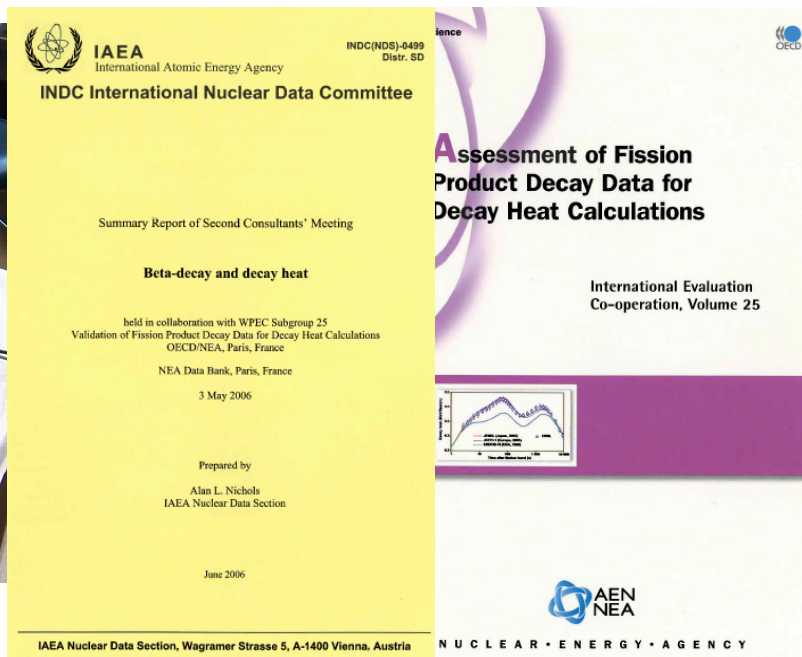 IAEA
International Atomic Energy Agency
INDC(NDS)-0499
Distr. SD
INDC International Nuclear Data Committee
Summary Report of Second Consultants' Meeting
Beta-decay and decay heat
held in collaboration with WPEC Subgroup 25
Validation of Fission Product Decay Data for Decay Heat Calculations
OECD/NEA, Paris, France
NEA Data Bank, Paris, France
3 May 2006
Prepared by
Alan L. Nichols
IAEA Nuclear Data Section
June 2006
IAEA Nuclear Data Section, Wagramer Strasse 5, A-1400 Vienna, Austria
ience
OECD
Assessment of Fission
Product Decay Data for
Decay Heat Calculations
International Evaluation
Co-operation, Volume 25
AEN
NEA
NUCLEAR•ENERGY•AGENCY